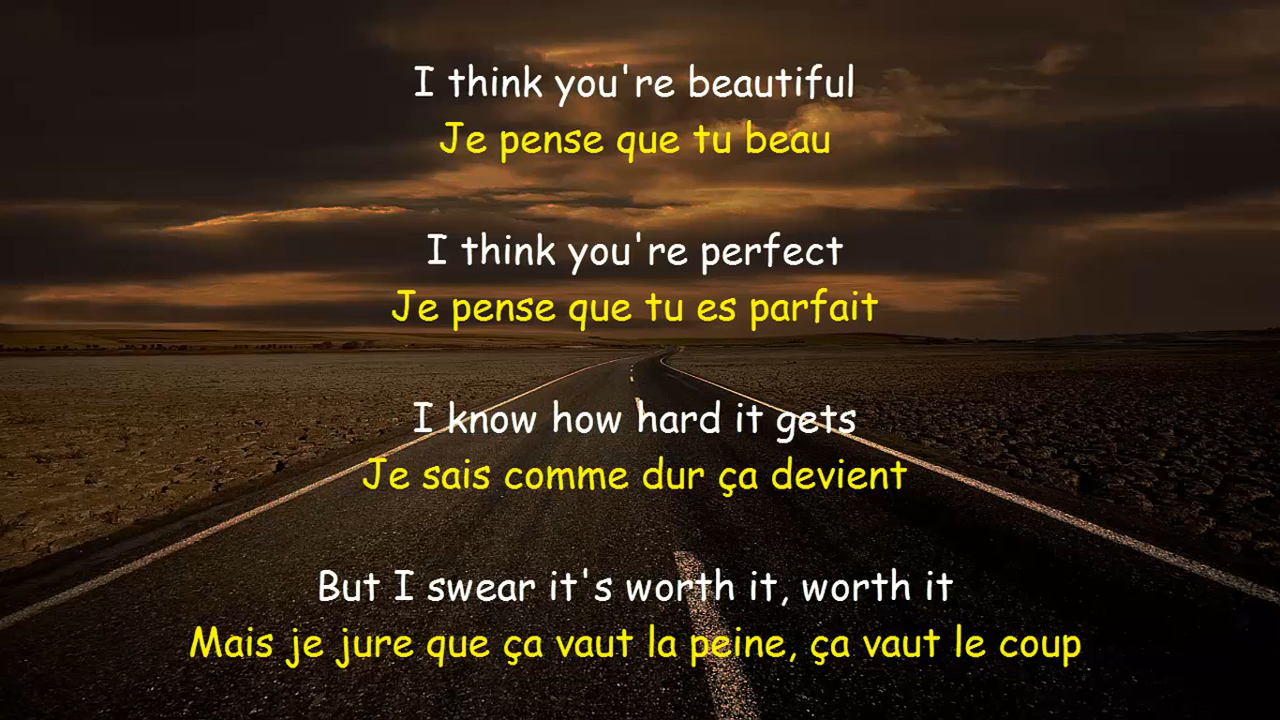 I think you're beautiful
Je pense que tu beau
I think you're perfect
Je pense que tu es parfait
I know how hard it gets
Je sais comme dur ça devient
But I swear it's worth it, worth it
Mais je jure que ça vaut la peine, ça vaut le coup